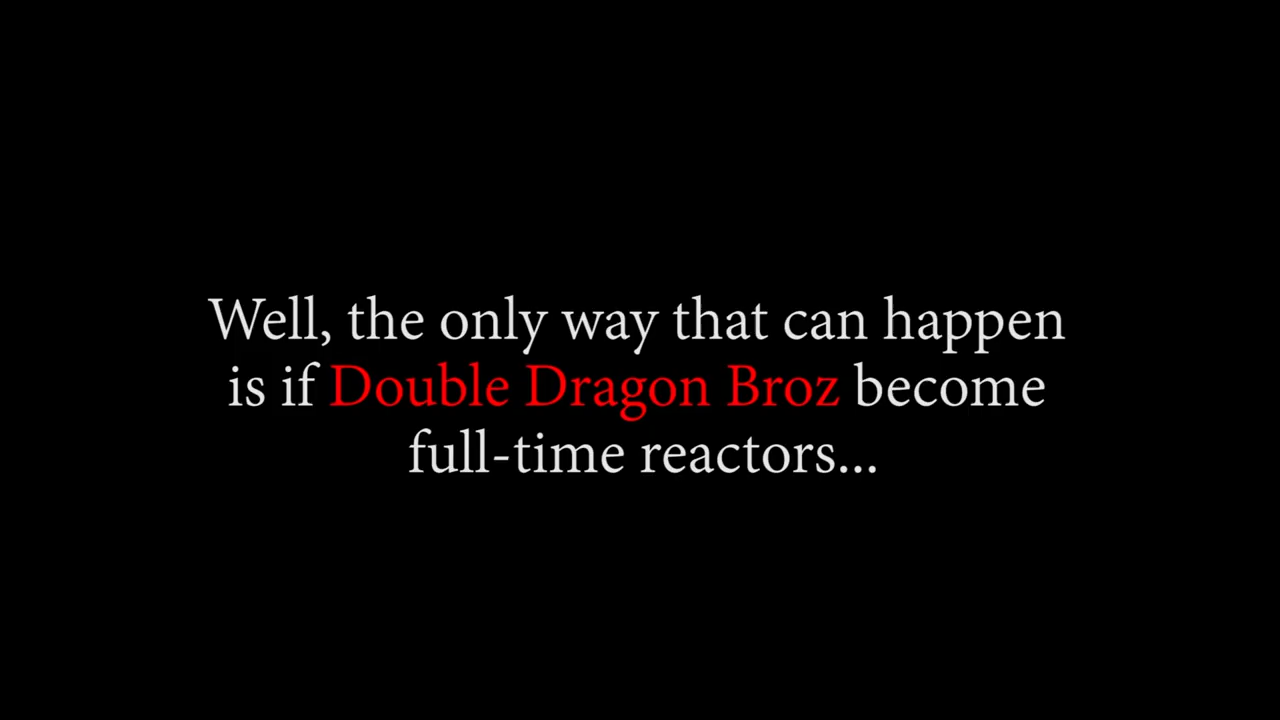 Well, the only way that can happen
is if Double Dragon Broz become
full-time reactors...